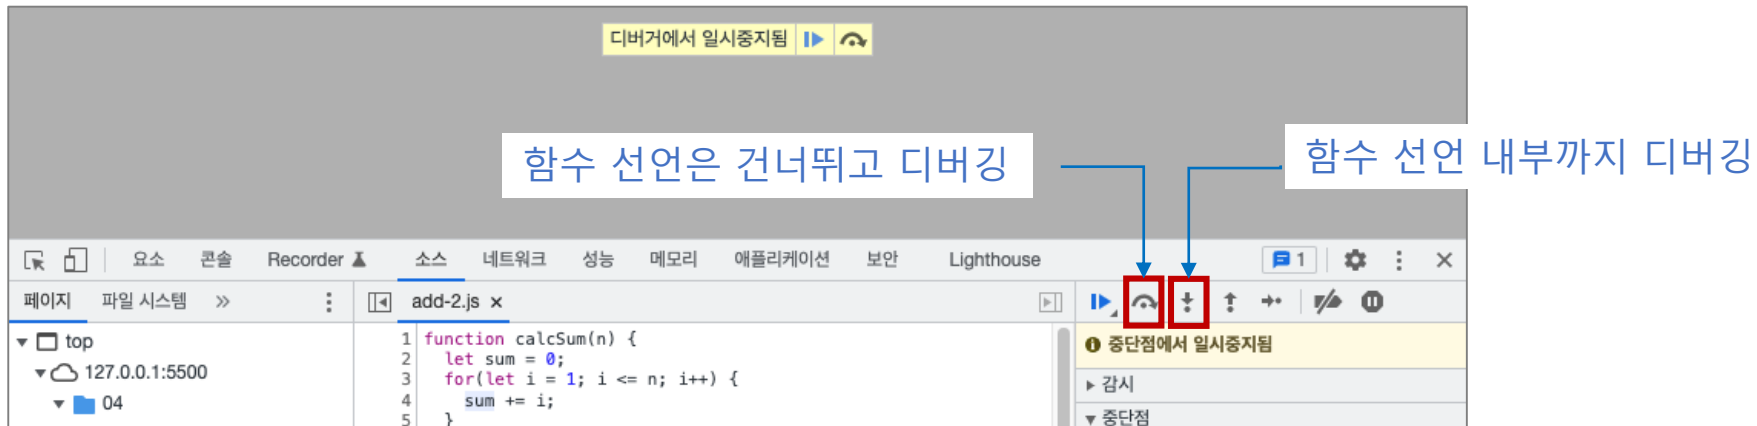 디버거에서 일시중지됨
함수 선언은 건너뛰고 디버깅
함수 선언 내부까지 디버깅
요소 콘솔 Recorder 소스 네트워크 성능 메모리 애플리케이션 보안 Lighthouse 1
페이지 파일 시스템 » add-2.js ×
top
127.0.0.1:5500
04
1 function calcSum(n) {
2 let sum = 0;
3 for(let i = 1; i <= n; i++) {
4 sum += i;
5 }
중단점에서 일시중지됨
감시
중단점